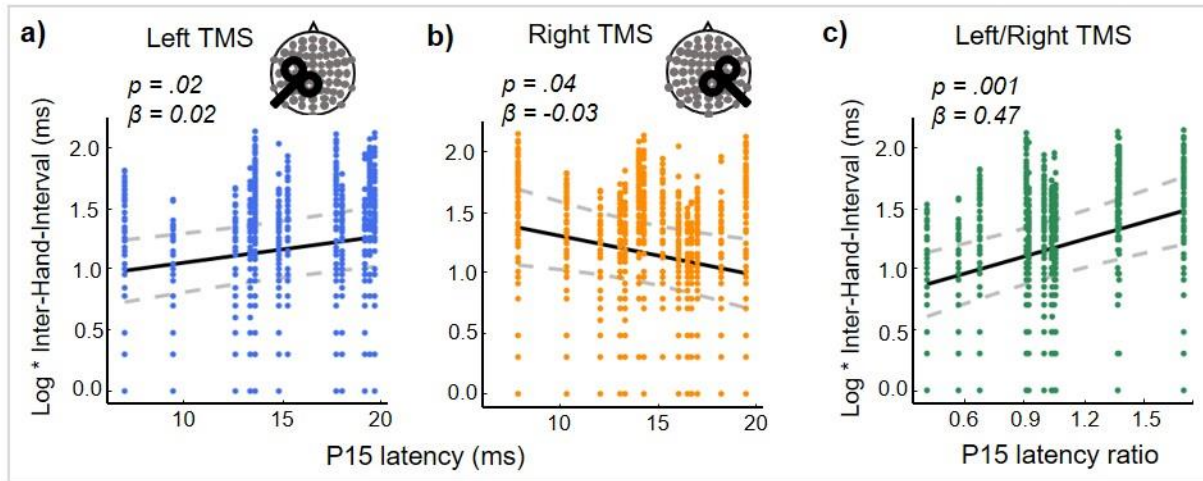 a)
Left TMS
p = .02
β = 0.02
Log * Inter-Hand-Interval (ms)
2.0
1.5
1.0
0.5
0.0
10
15
20
b)
Right TMS
p = .04
β = -0.03
2.0
1.5
1.0
0.5
0.0
10
15
20
P15 latency (ms)
c)
Left/Right TMS
p = .001
β = 0.47
Log * Inter-Hand-Interval (ms)
2.0
1.5
1.0
0.5
0.0
0.6
0.9
1.2
1.5
P15 latency ratio